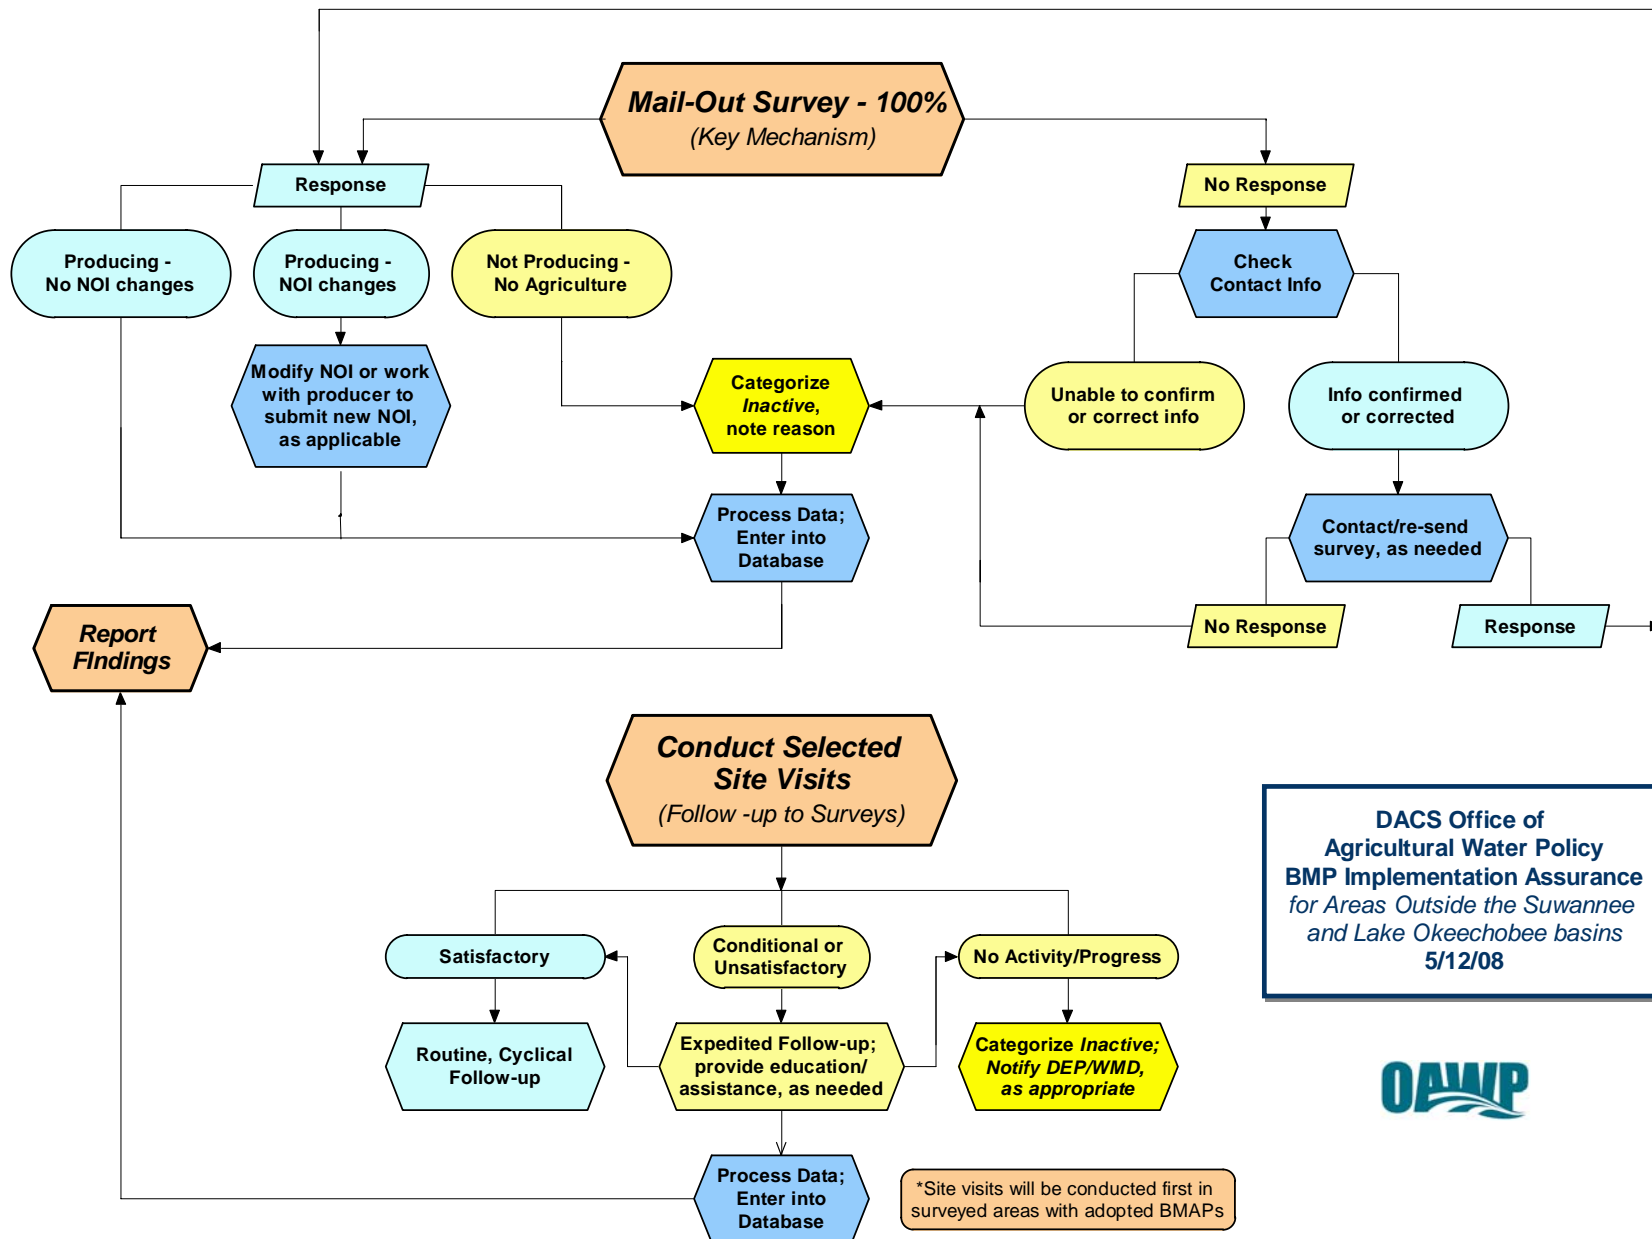 Mail-Out Survey - 100%
(Key Mechanism)
Response
No Response
Producing -
No NOI changes
Producing -
NOI changes
Not Producing -
No Agriculture
Check
Contact Info
Modify NOI or work
with producer to
submit new NOI,
as applicable
Categorize
Inactive,
note reason
Unable to confirm
or correct info
Info confirmed
or corrected
Process Data;
Enter into
Database
Contact/re-send
survey, as needed
No Response
Response
Report
FIndings
Conduct Selected
Site Visits
(Follow -up to Surveys)
Satisfactory
Conditional or
Unsatisfactory
No Activity/Progress
Routine, Cyclical
Follow-up
Expedited Follow-up;
provide education/
assistance, as needed
Categorize Inactive;
Notify DEP/WMD,
as appropriate
Process Data;
Enter into
Database
*Site visits will be conducted first in
surveyed areas with adopted BMAPs
DACS Office of
Agricultural Water Policy
BMP Implementation Assurance
for Areas Outside the Suwannee
and Lake Okeechobee basins
5/12/08
OAWP